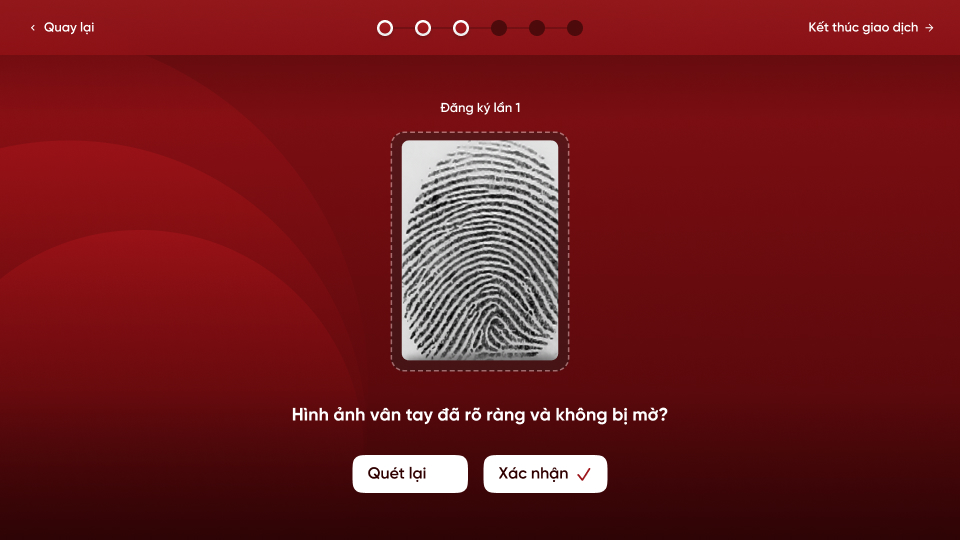 Quay lại
Kết thúc giao dịch
Đăng ký lần 1
Hình ảnh vân tay đã rõ ràng và không bị mờ?
Quét lại
Xác nhận